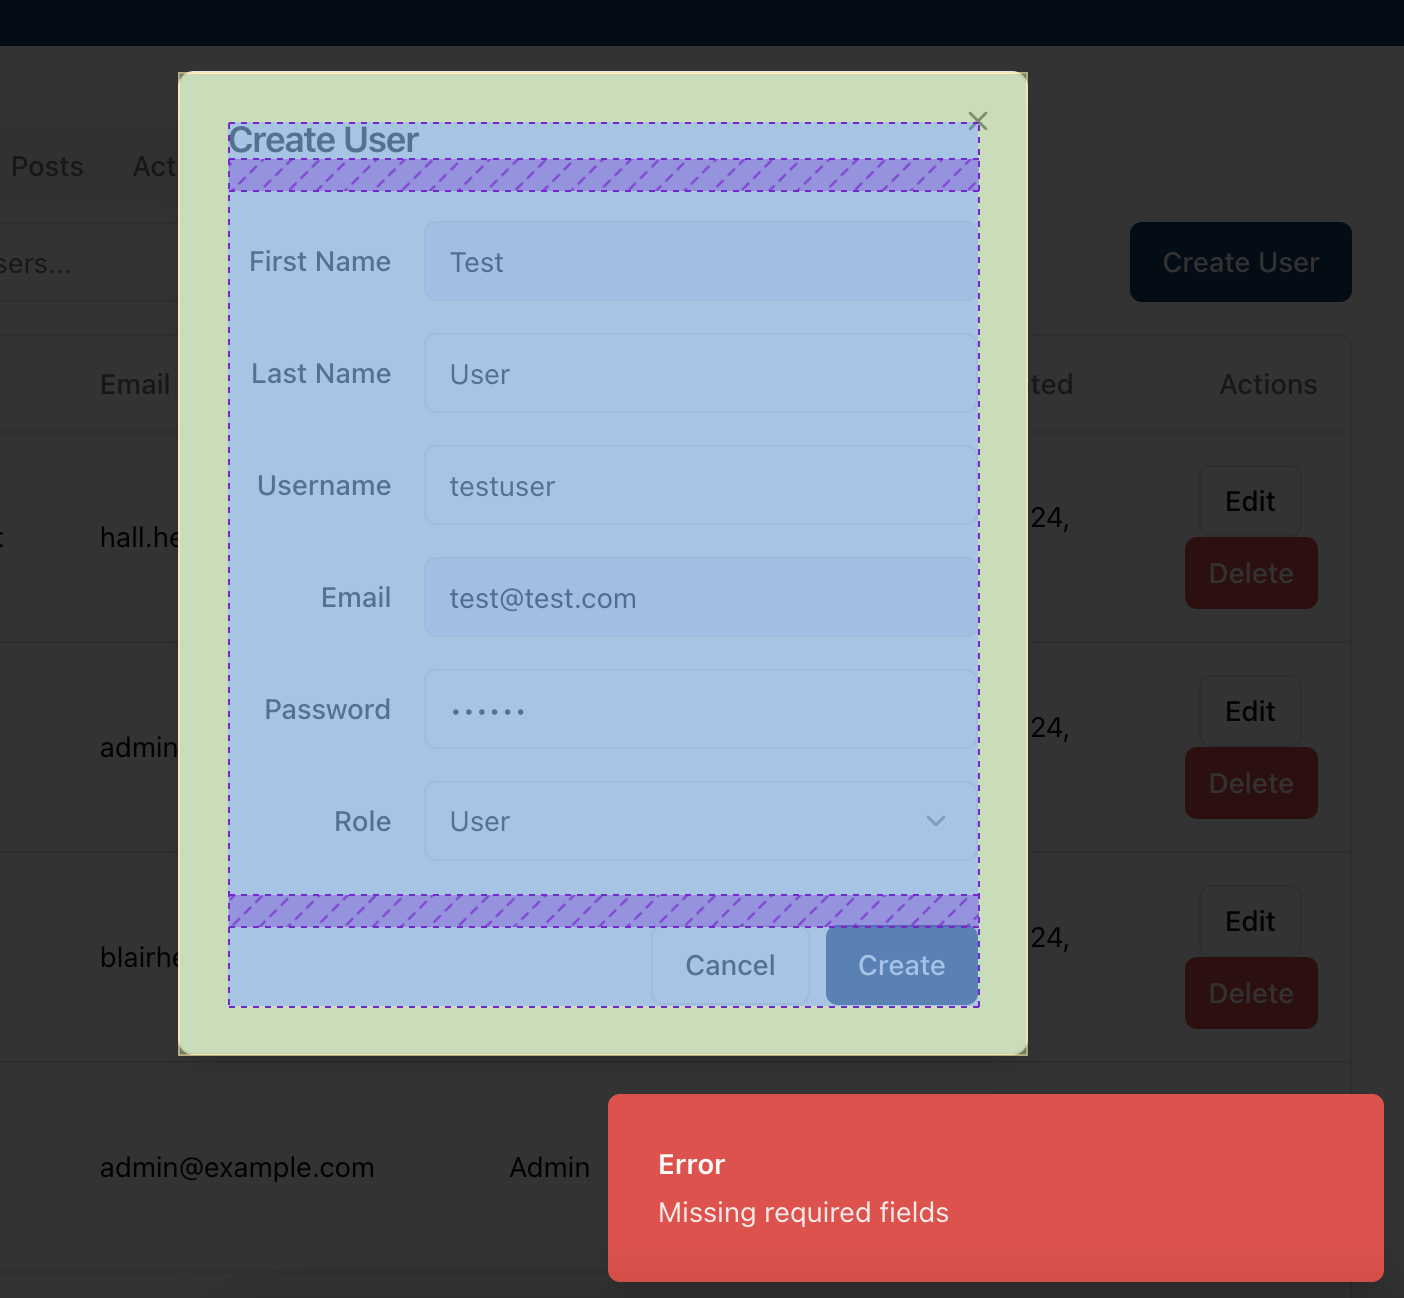 Create User
Posts
Act
sers...
Create User
First Name
Test
Last Name
User
Email
ted
Actions
Username
testuser
hall.he
24,
Edit
Delete
Email
test@test.com
Password
••••••
admin
24,
Edit
Delete
Role
User
blairhe
24,
Edit
Delete
Cancel
Create
admin@example.com
Admin
Error
Missing required fields